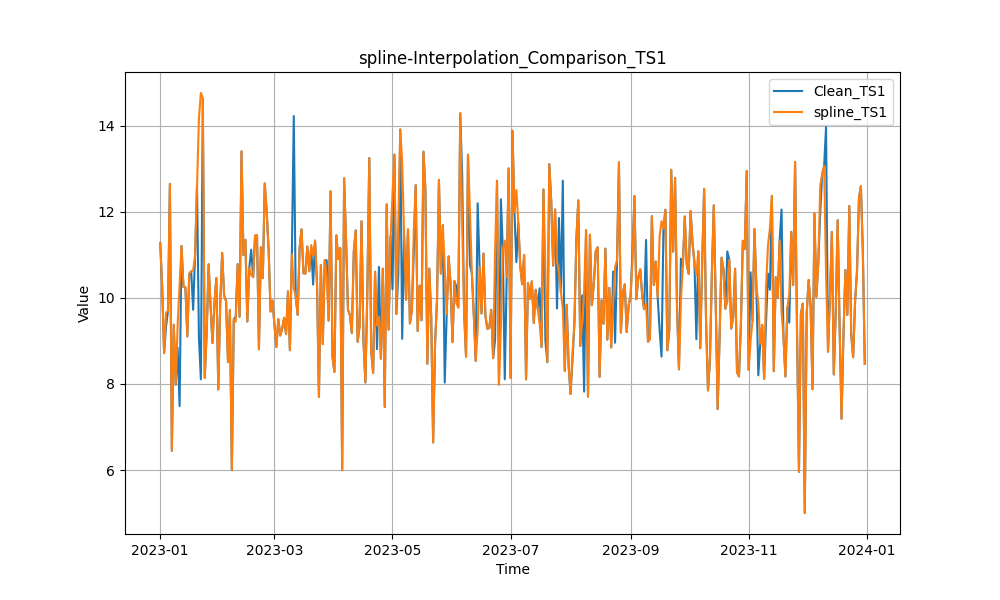 spline-Interpolation_Comparison_TS1
Clean_TS1
spline_TS1
Value
14
12
10
8
6
2023-01
2023-03
2023-05
2023-07
2023-09
2023-11
2024-01
Time